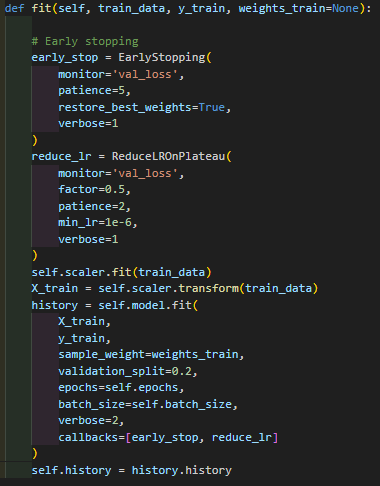 def fit(self, train_data, y_train, weights_train=None):
# Early stopping
early_stop = EarlyStopping(
monitor='val_loss',
patience=5,
restore_best_weights=True,
verbose=1
)
reduce_lr = ReduceLROnPlateau(
monitor='val_loss',
factor=0.5,
patience=2,
min_lr=1e-6,
verbose=1
)
self.scaler.fit(train_data)
X_train = self.scaler.transform(train_data)
history = self.model.fit(
X_train,
y_train,
sample_weight=weights_train,
validation_split=0.2,
epochs=self.epochs,
batch_size=self.batch_size,
verbose=2,
callbacks=[early_stop, reduce_lr]
)
self.history = history.history